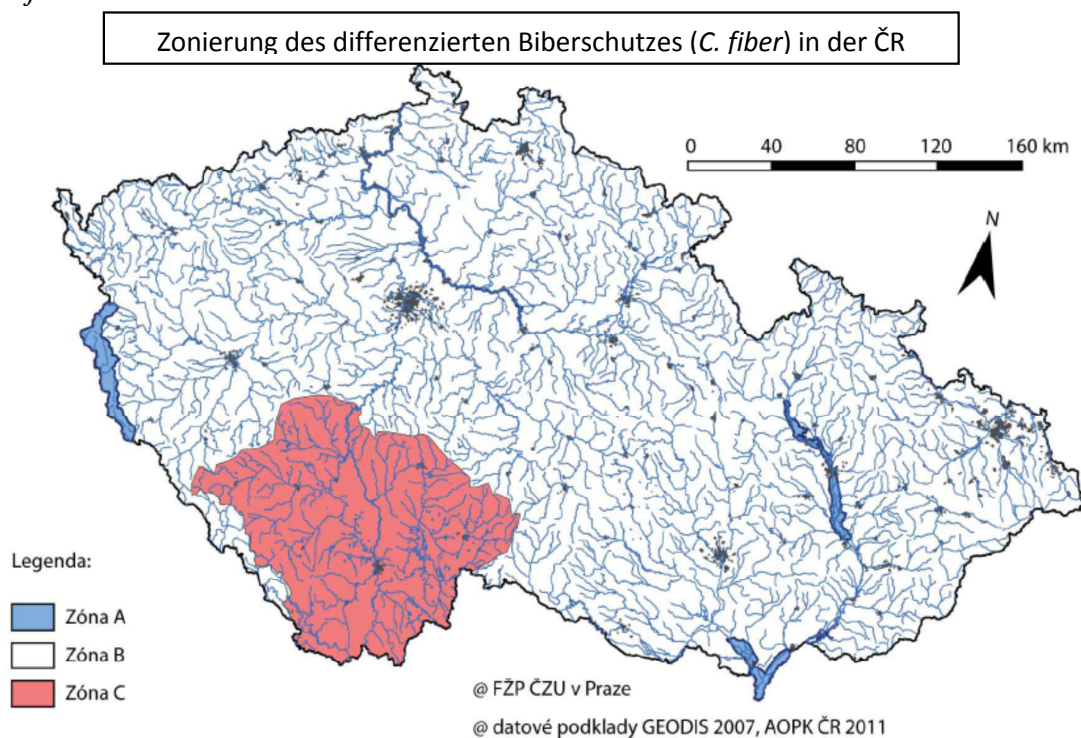 Zonierung des differenzierten Biberschutzes (C. fiber) in der ČR
0 40 80 120 160 km
N
Legenda:
Zóna A
Zóna B
Zóna C
@ FŽP ČZU v Praze
@ datové podklady GEODIS 2007, AOPK ČR 2011